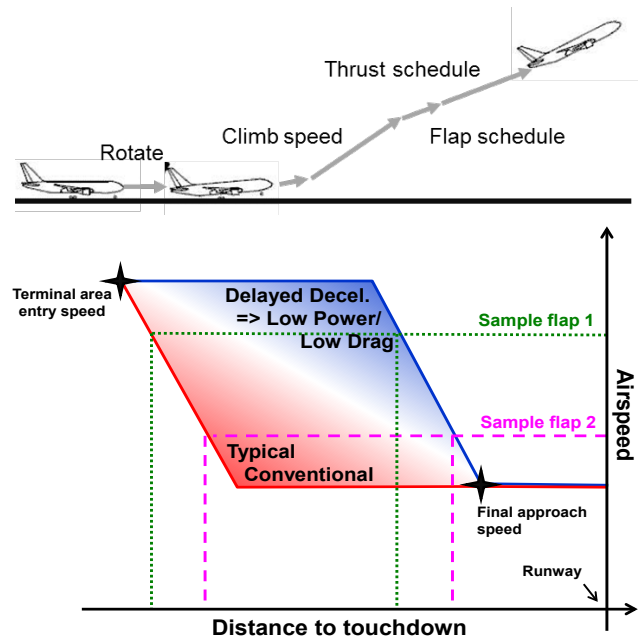 Thrust schedule
Climb speed
Flap schedule
Rotate
Terminal area
entry speed
Delayed Decel.
=> Low Power/
Low Drag
Sample flap 1
Airspeed
Sample flap 2
Typical
Conventional
Final approach
speed
Runway
Distance to touchdown